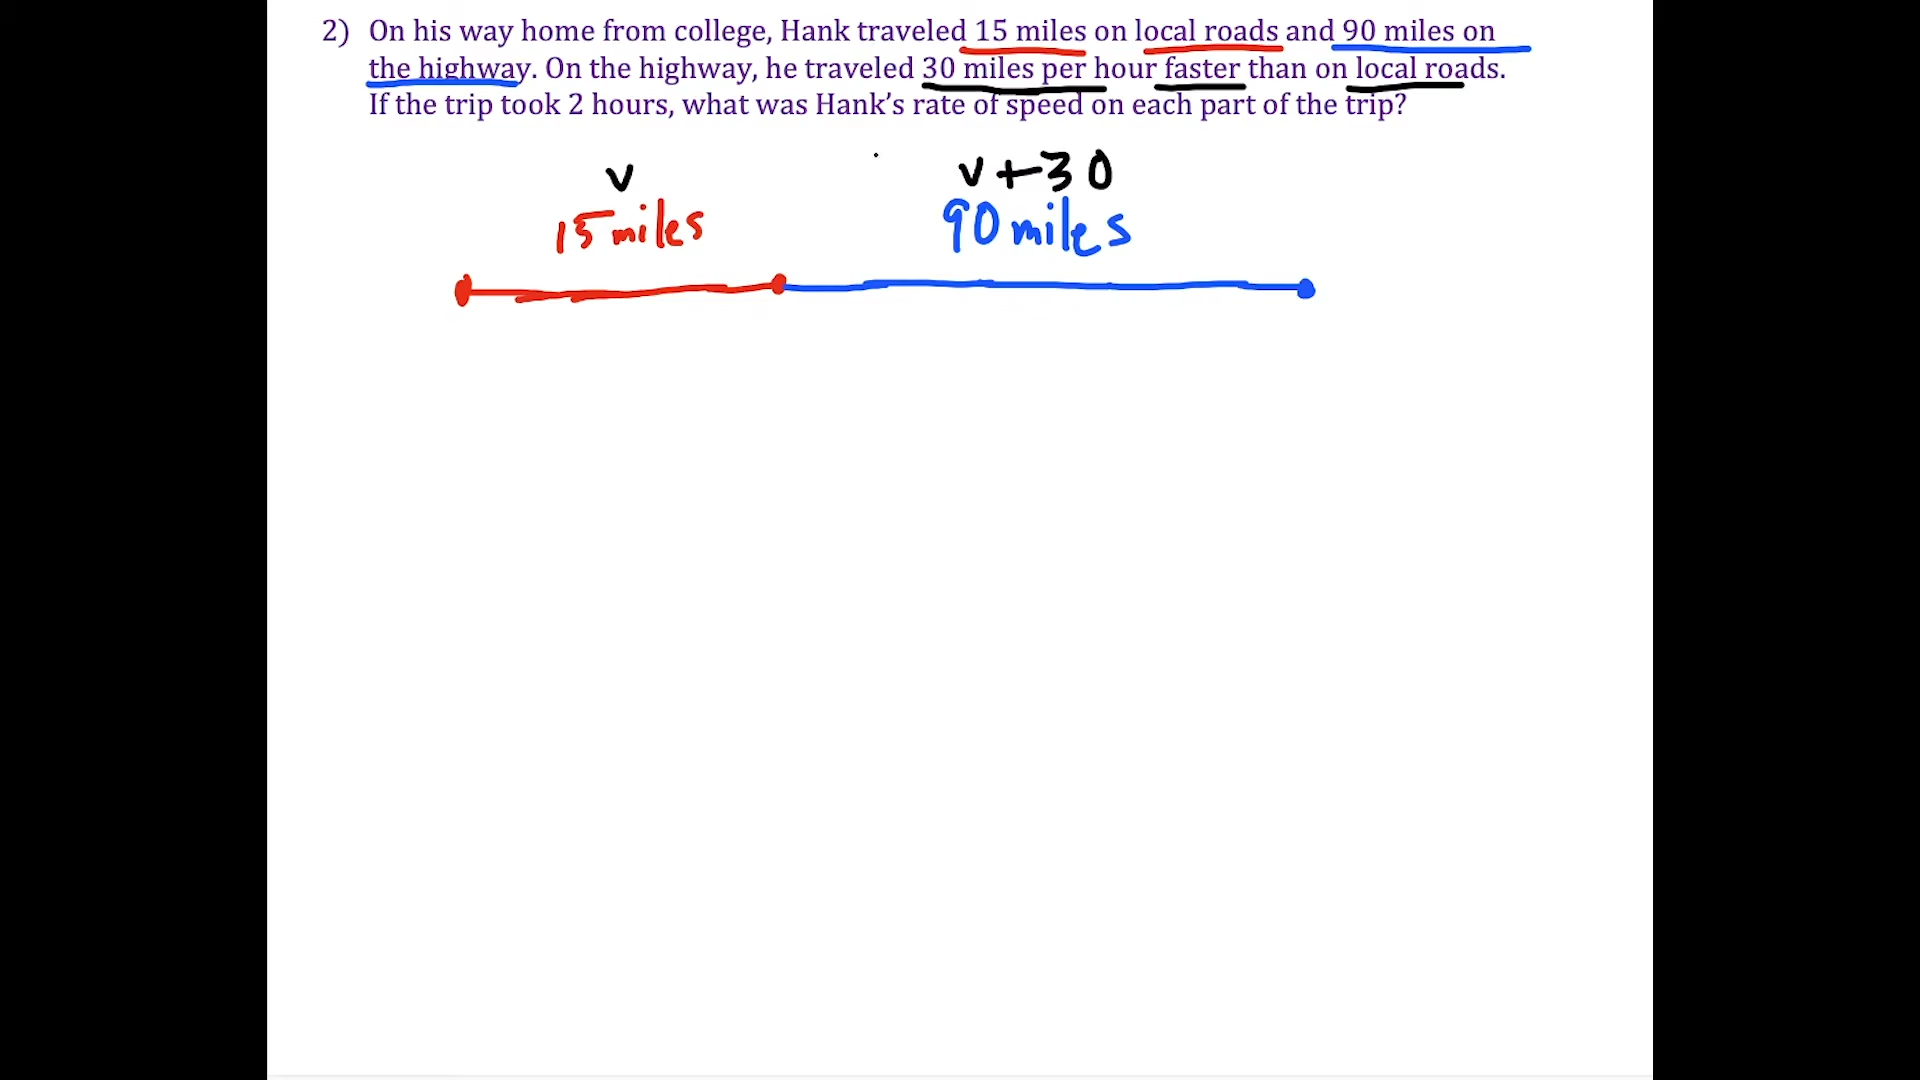 2) On his way home from college, Hank traveled 15 miles on local roads and 90 miles on
the highway. On the highway, he traveled 30 miles per hour faster than on local roads.
If the trip took 2 hours, what was Hank’s rate of speed on each part of the trip?
v v+30
15 miles 90 miles